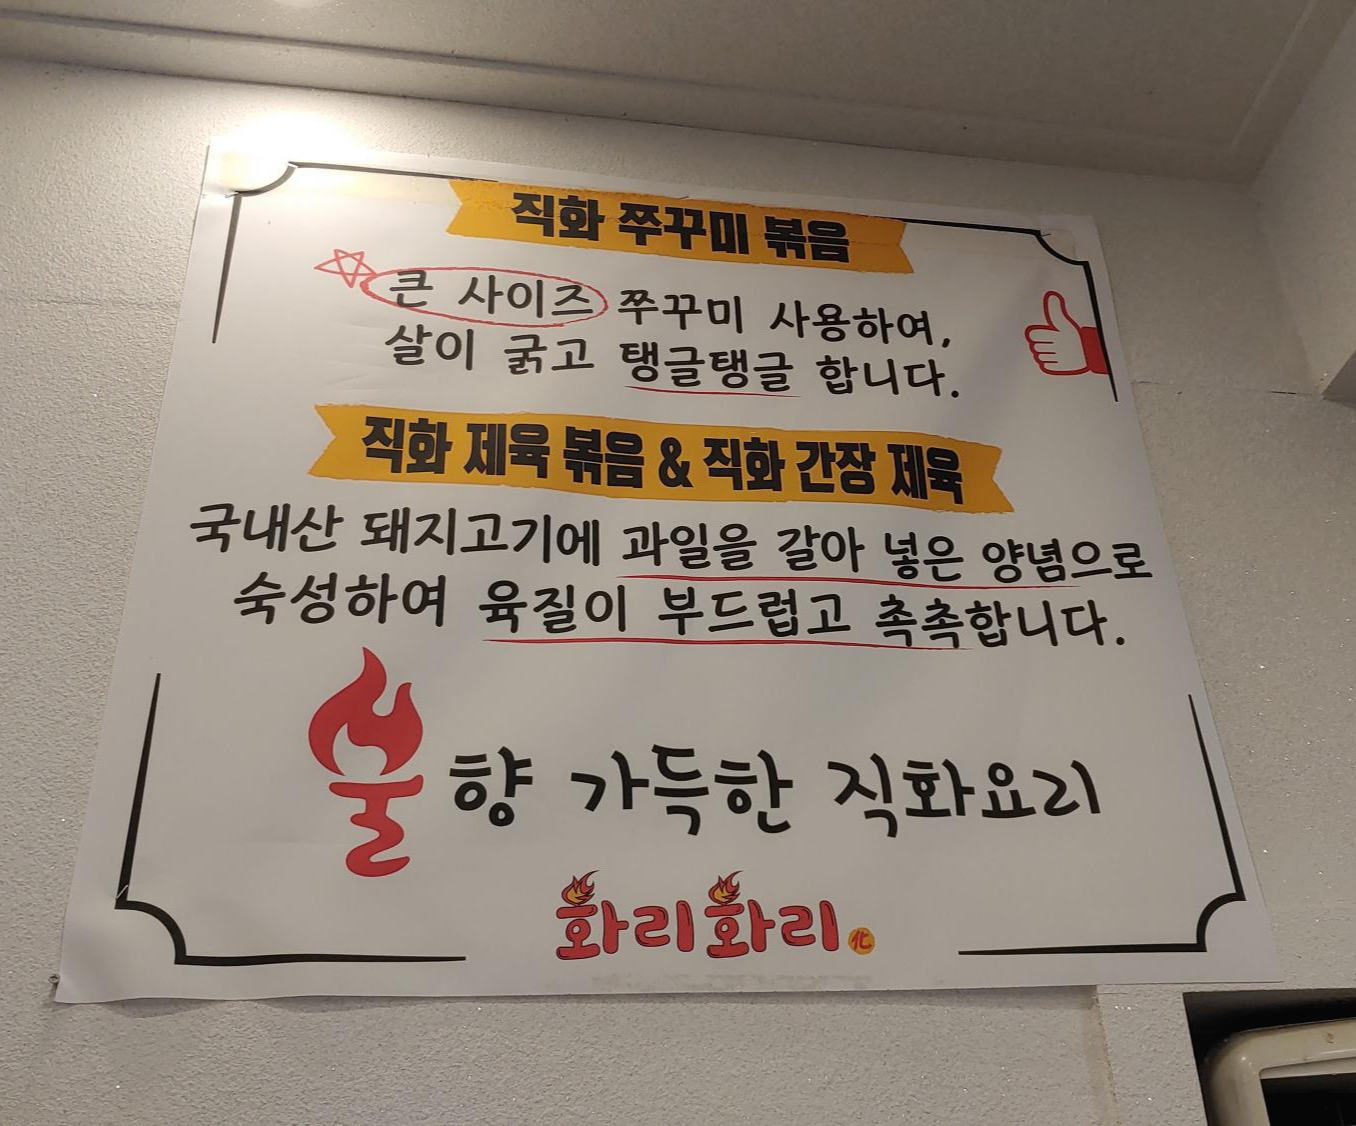 직화 쭈꾸미 볶음
큰 사이즈 쭈꾸미 사용하여,
살이 굵고 탱글탱글 합니다.
직화 제육 볶음 & 직화 간장 제육
국내산 돼지고기에 과일을 갈아 넣은 양념으로
숙성하여 육질이 부드럽고 촉촉합니다.
불향 가득한 직화요리
화리화리
化